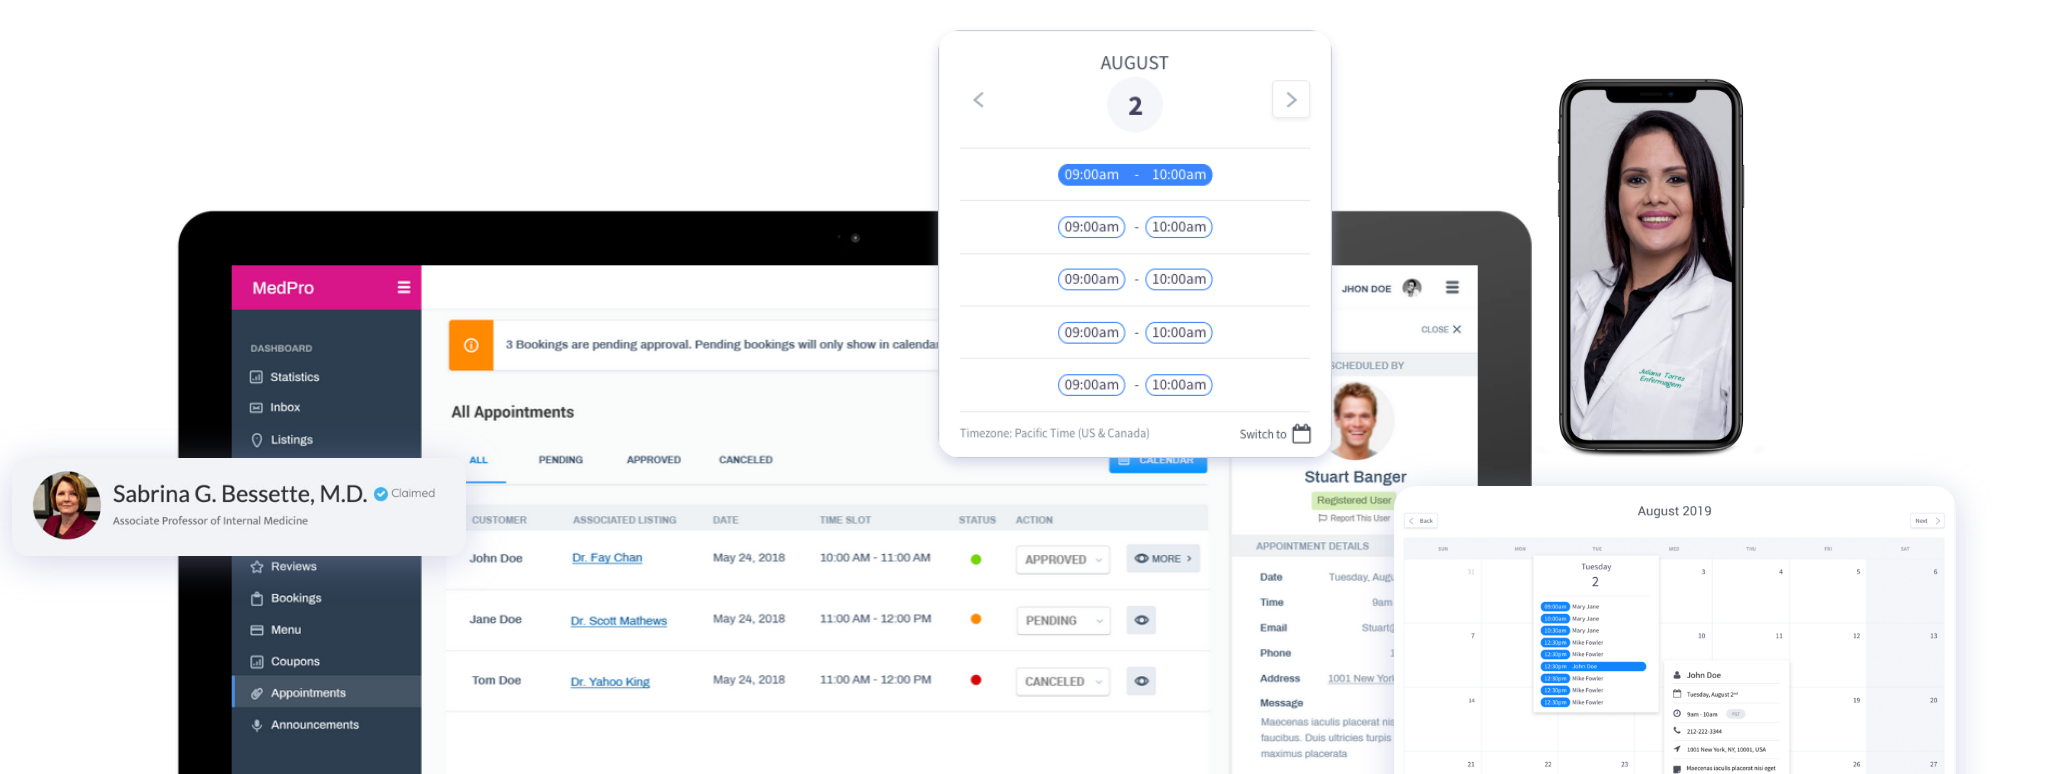 AUGUST
2
09:00am - 10:00am
09:00am - 10:00am
09:00am - 10:00am
09:00am - 10:00am
09:00am - 10:00am
Timezone: Pacific Time (US & Canada)
Switch to
Juliana Torres
Enfermagem
MedPro
JHON DOE
CLOSE X
DASHBOARD
Statistics
Inbox
Listings
Sabrina G. Bessette, M.D. Claimed
Associate Professor of Internal Medicine
Reviews
Bookings
Menu
Coupons
Appointments
Announcements
3 Bookings are pending approval. Pending bookings will only show in calendar
All Appointments
ALL PENDING APPROVED CANCELED
CALENDAR
CUSTOMER ASSOCIATED LISTING DATE TIME SLOT STATUS ACTION
John Doe Dr. Fay Chan May 24, 2018 10:00 AM - 11:00 AM APPROVED MORE >
Jane Doe Dr. Scott Mathews May 24, 2018 11:00 AM - 12:00 PM PENDING
Tom Doe Dr. Yahoo King May 24, 2018 11:00 AM - 12:00 PM CANCELED
SCHEDULED BY
Stuart Banger
Registered User
Report This User
APPOINTMENT DETAILS
Date Tuesday, Augu
Time 9am
Email Stuart@
Phone 1
Address 1001 New York
Message
Maecenas iaculis placerat nis
faucibus. Duis ultricies turpis
maximus placerata
August 2019
< Back
Next >
SUN MON TUE WED THU FRI SAT
31 3 4 5 6
Tuesday
2
09:00am Mary Jane
10:00am Mary Jane
10:30am Mary Jane
12:30pm Mike Fowler
12:30pm Mike Fowler
12:30pm John Doe
12:30pm Mike Fowler
12:30pm Mike Fowler
12:30pm Mike Fowler
7 10 11 12 13
14 19 20
21 22 23 26 27
John Doe
Tuesday, August 2nd
9am - 10am PST
212-222-3344
1001 New York, NY, 10001, USA
Maecenas iaculis placerat nisi eget